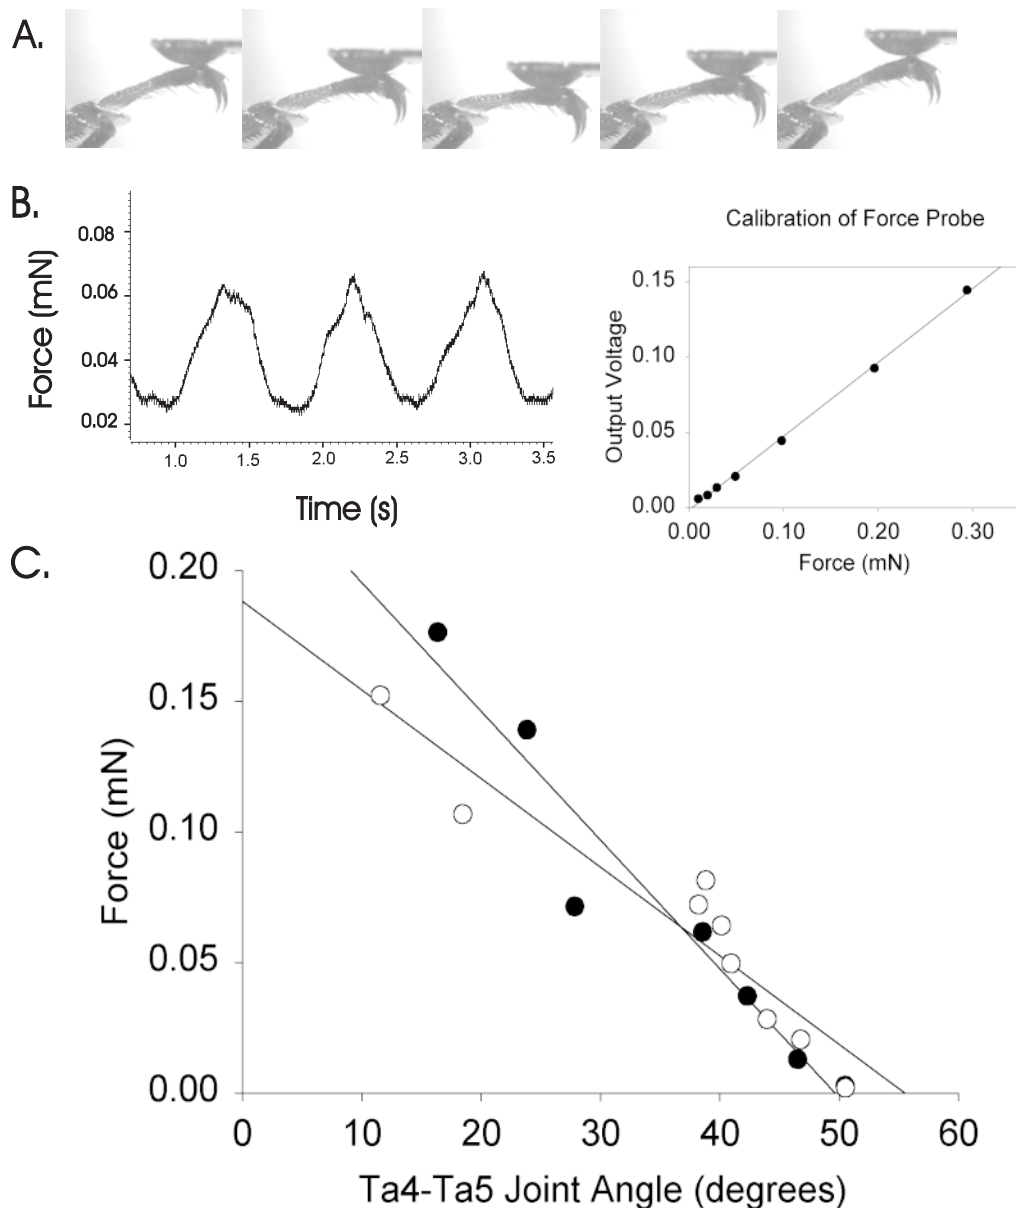 A.
B.
Calibration of Force Probe
Force (mN)
0.08
0.06
0.04
0.02
1.0 1.5 2.0 2.5 3.0 3.5
Time (s)
Output Voltage
0.15
0.10
0.05
0.00
0.00 0.10 0.20 0.30
Force (mN)
C.
Force (mN)
0.20
0.15
0.10
0.05
0.00
0 10 20 30 40 50 60
Ta4-Ta5 Joint Angle (degrees)